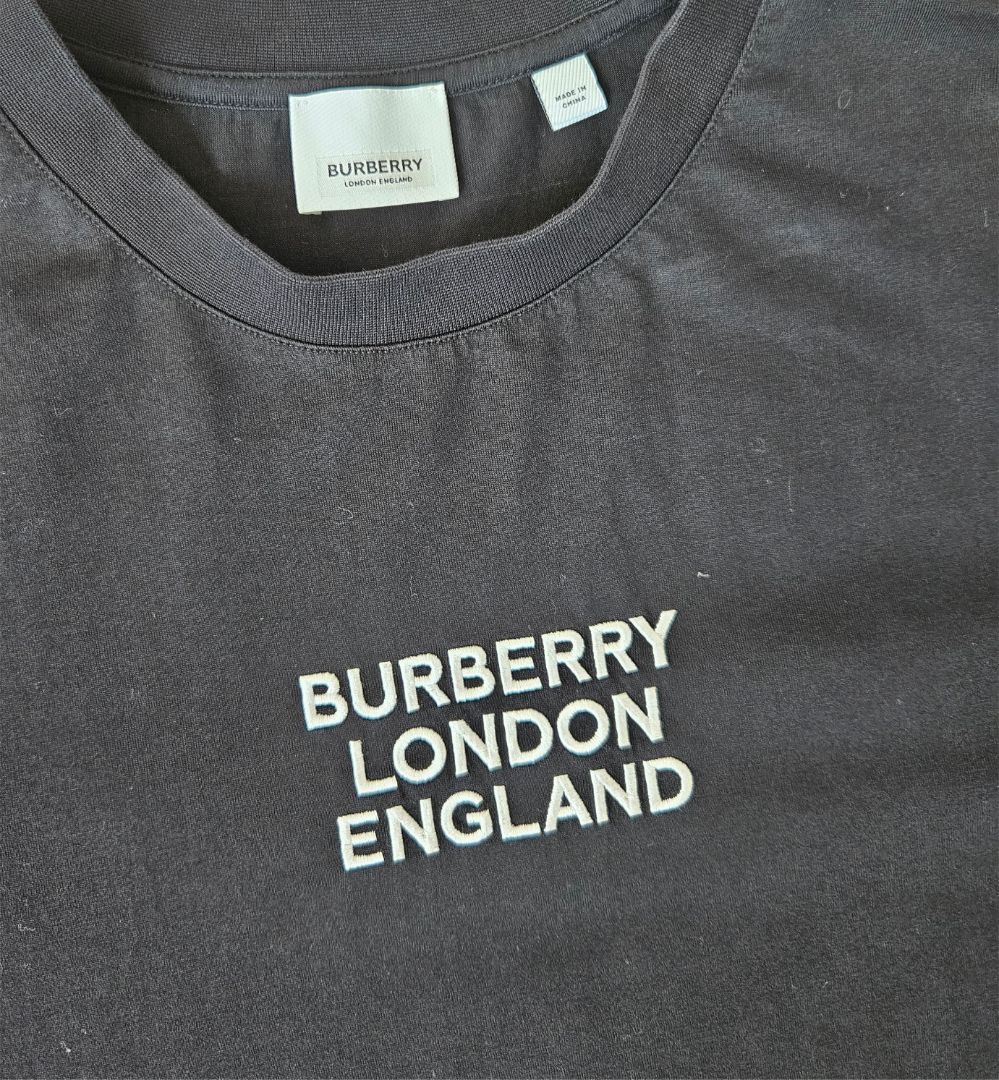 BURBERRY
LONDON ENGLAND
MADE IN
CHINA
BURBERRY
LONDON
ENGLAND